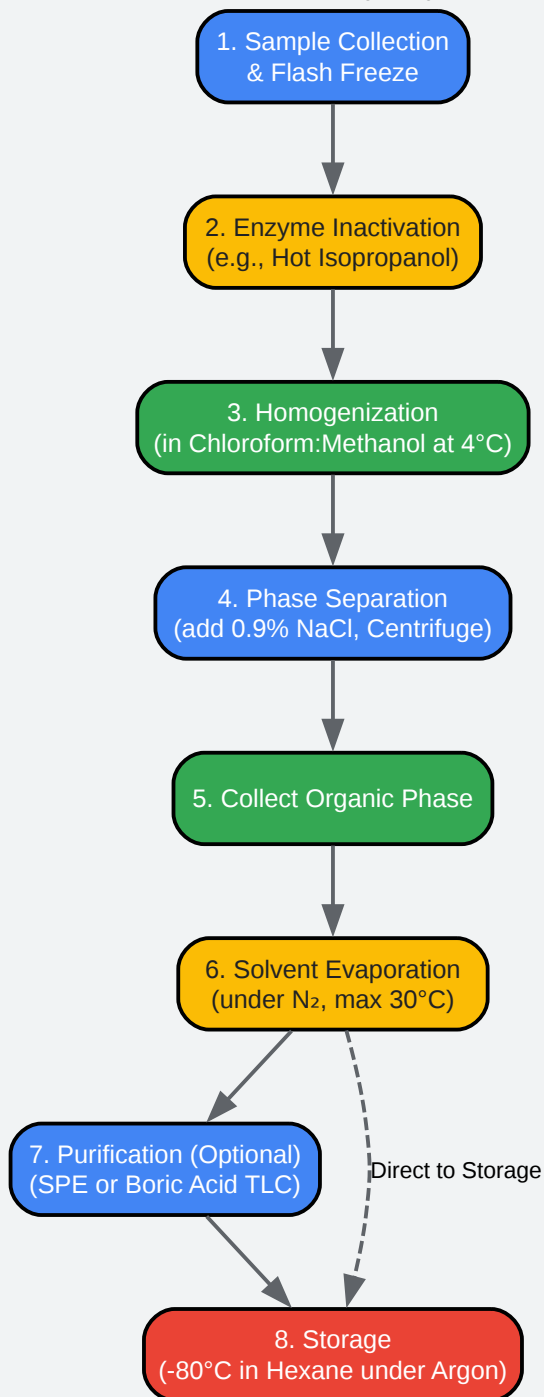 1. Sample Collection
& Flash Freeze
2. Enzyme Inactivation
(e.g., Hot Isopropanol)
3. Homogenization
(in Chloroform:Methanol at 4°C)
4. Phase Separation
(add 0.9% NaCl, Centrifuge)
5. Collect Organic Phase
6. Solvent Evaporation
(under N₂, max 30°C)
7. Purification (Optional)
(SPE or Boric Acid TLC)
Direct to Storage
8. Storage
(-80°C in Hexane under Argon)